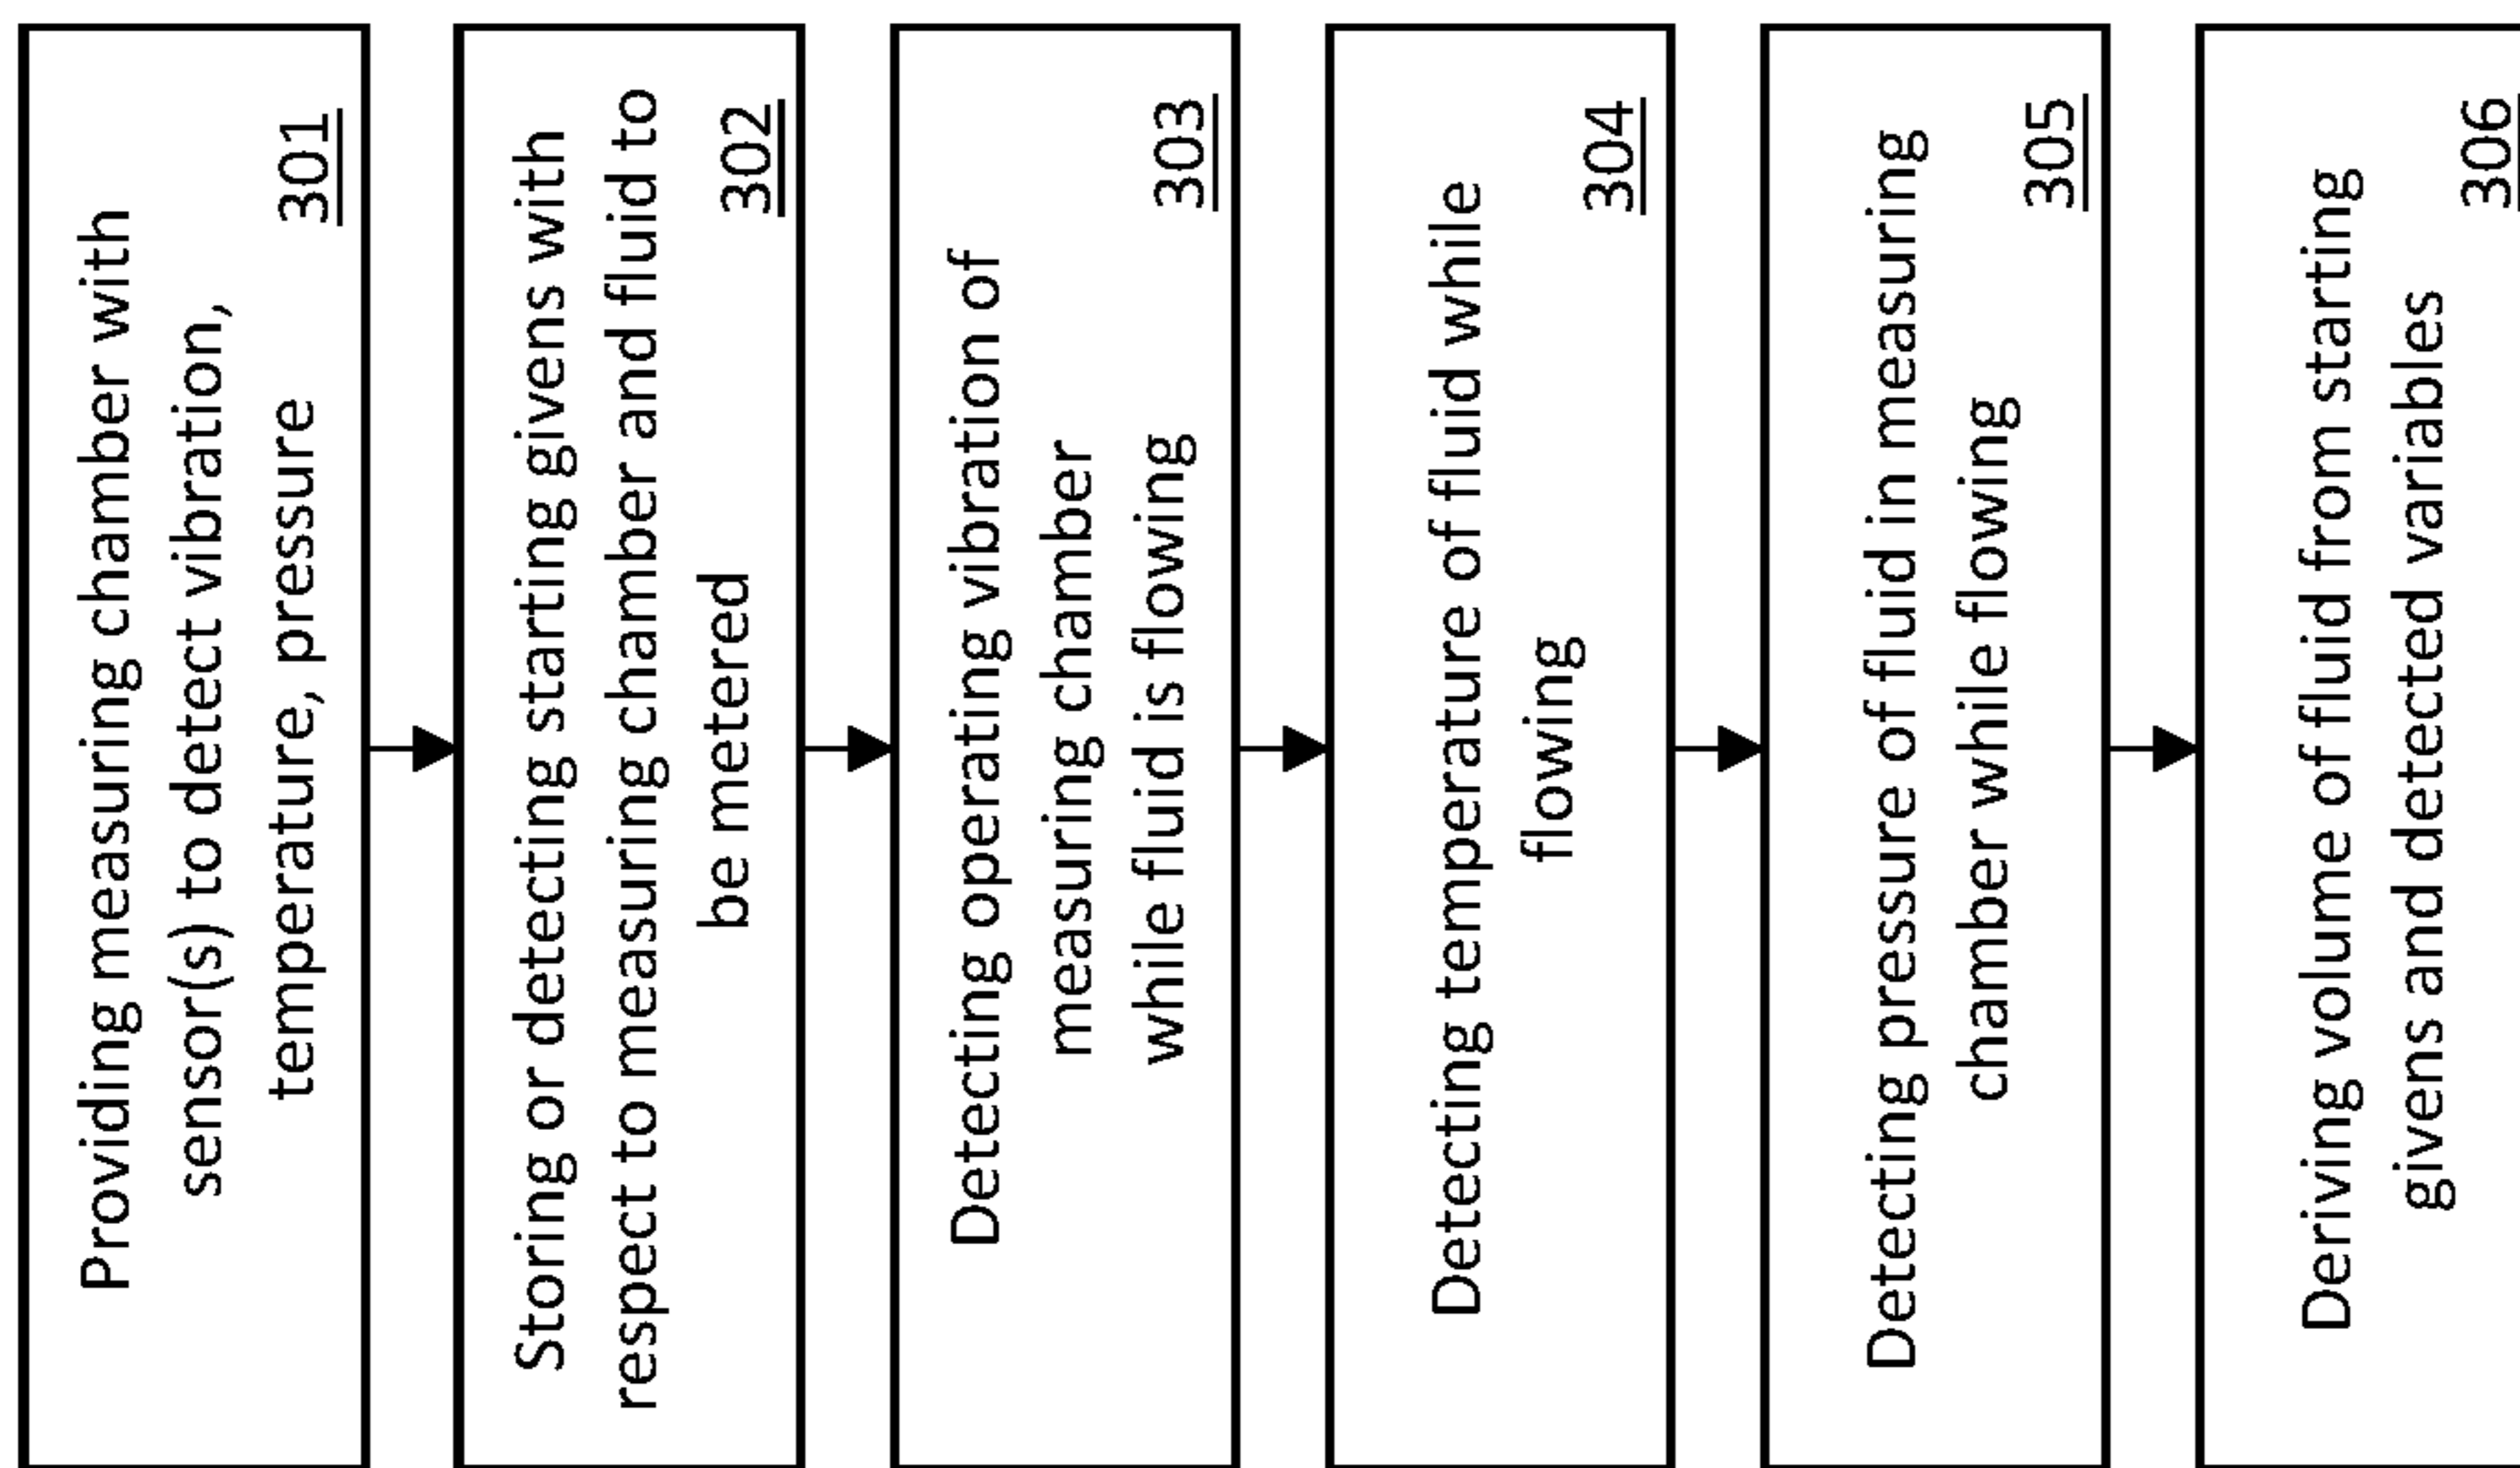 Providing measuring chamber with
sensor(s) to detect vibration,
temperature, pressure
301
Storing or detecting starting givens with
respect to measuring chamber and fluid to
be metered
302
Detecting operating vibration of
measuring chamber
while fluid is flowing
303
Detecting temperature of fluid while
flowing
304
Detecting pressure of fluid in measuring
chamber while flowing
305
Deriving volume of fluid from starting
givens and detected variables
306